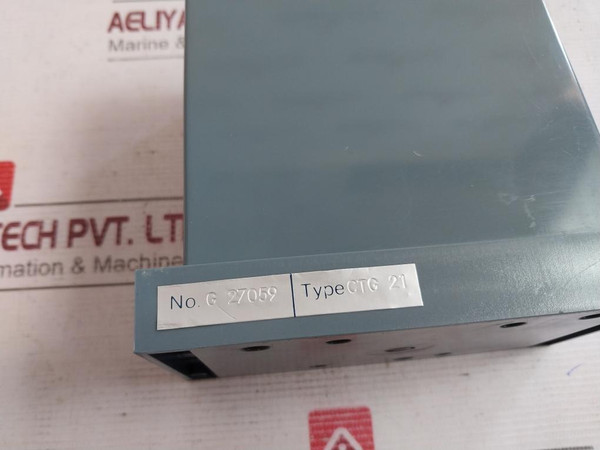 AELIYA
Marine &
TECH PVT. LT
mation & Machine
No. G 27059 Type CTG 21